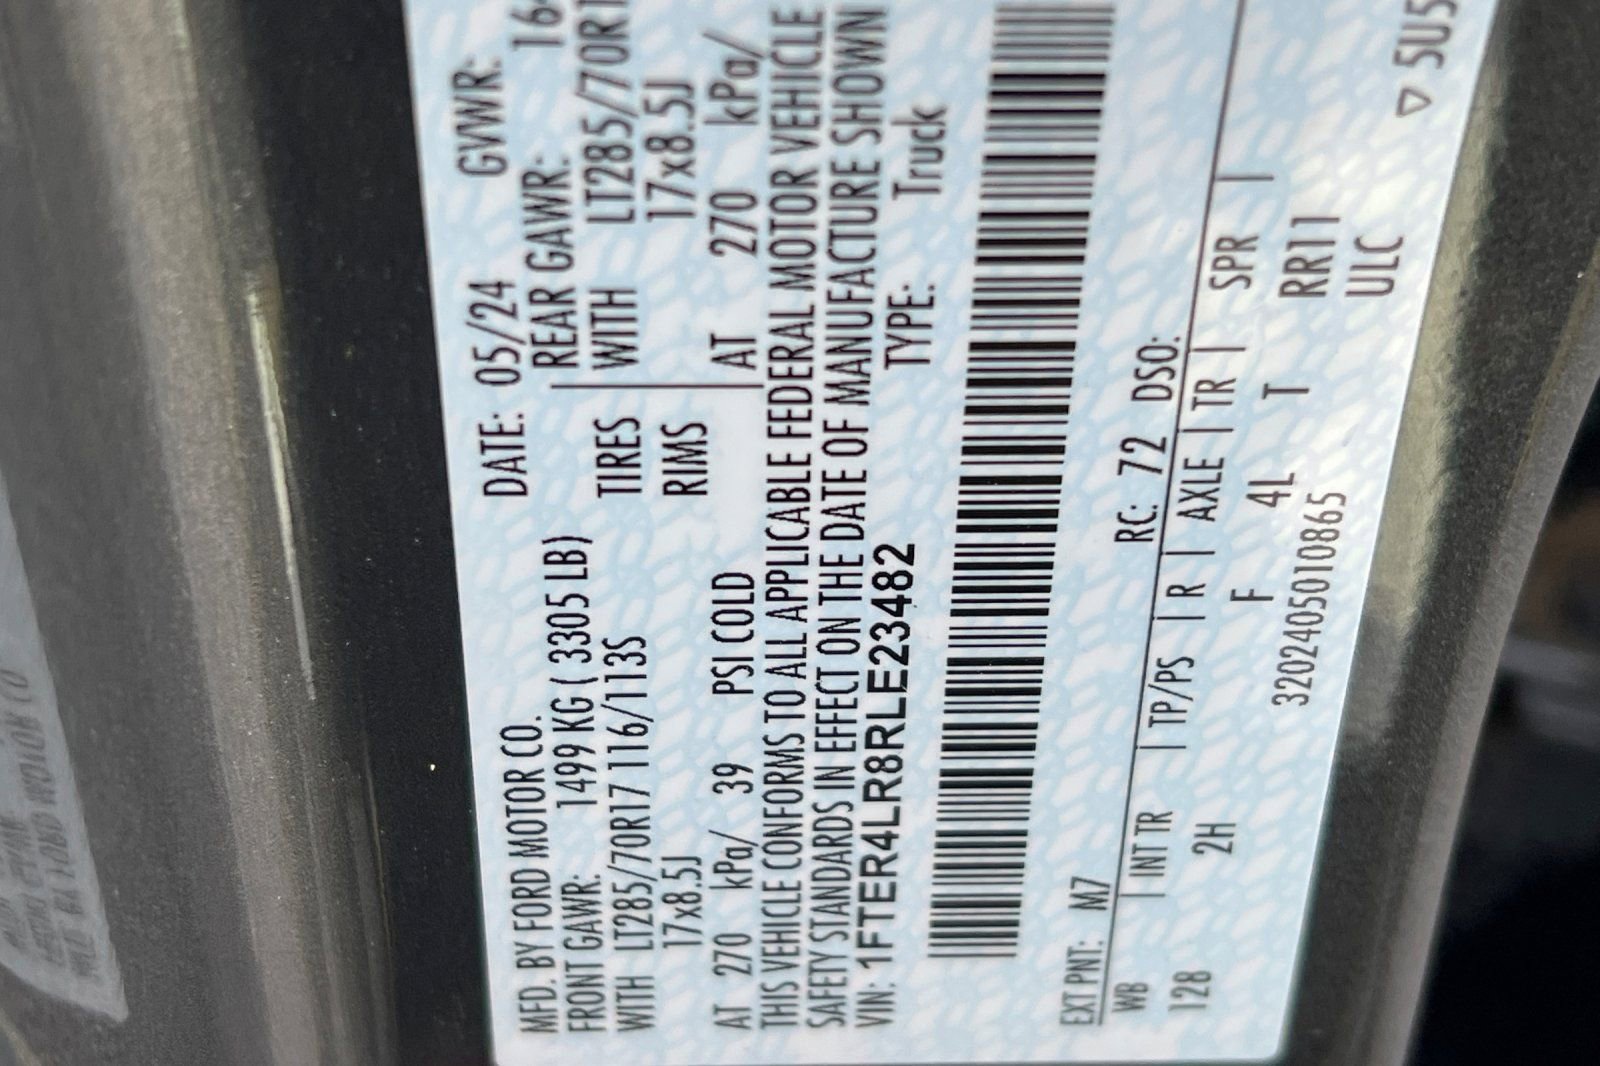 MFD. BY FORD MOTOR CO. DATE: 05/24 GVWR:
FRONT GAWR: 1499 KG ( 3305 LB) REAR GAWR: 16
WITH LT285/70R17 116/113S TIRES WITH LT285/70R1
17x8.5J RIMS 17x8.5J
AT 270 kPa/ 39 PSI COLD AT 270 kPa/
THIS VEHICLE CONFORMS TO ALL APPLICABLE FEDERAL MOTOR VEHICLE
SAFETY STANDARDS IN EFFECT ON THE DATE OF MANUFACTURE SHOWN
VIN: 1FTER4LR8RLE23482 TYPE: Truck
EXT PNT: M7 RC: 72 DSO:
WB | INT TR | TP/PS | R | AXLE | TR | SPR |
128 2H F 4L T RR11
3202405010865 ULC
▽ 5U5